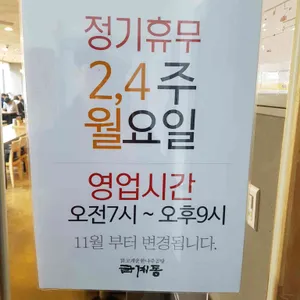 정기휴무
2,4 주
월요일
영업시간
오전7시 ~ 오후9시
11월 부터 변경됩니다.